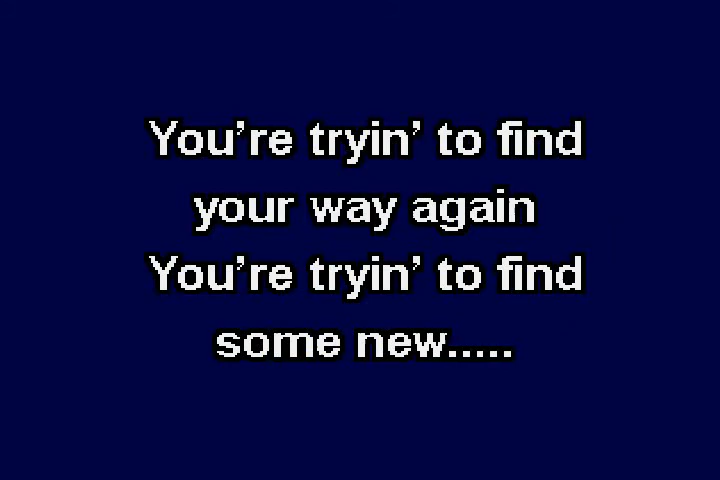 You’re tryin’ to find
your way again
You’re tryin’ to find
some new.....